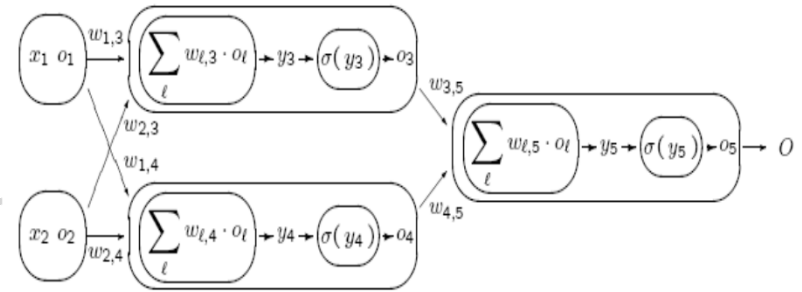 x₁ o₁
w₁,₃
∑ℓ wℓ,₃ · oℓ y₃ σ(y₃) o₃
w₂,₃
w₁,₄
x₂ o₂
w₂,₄
∑ℓ wℓ,₄ · oℓ y₄ σ(y₄) o₄
w₃,₅
w₄,₅
∑ℓ wℓ,₅ · oℓ y₅ σ(y₅) o₅ O